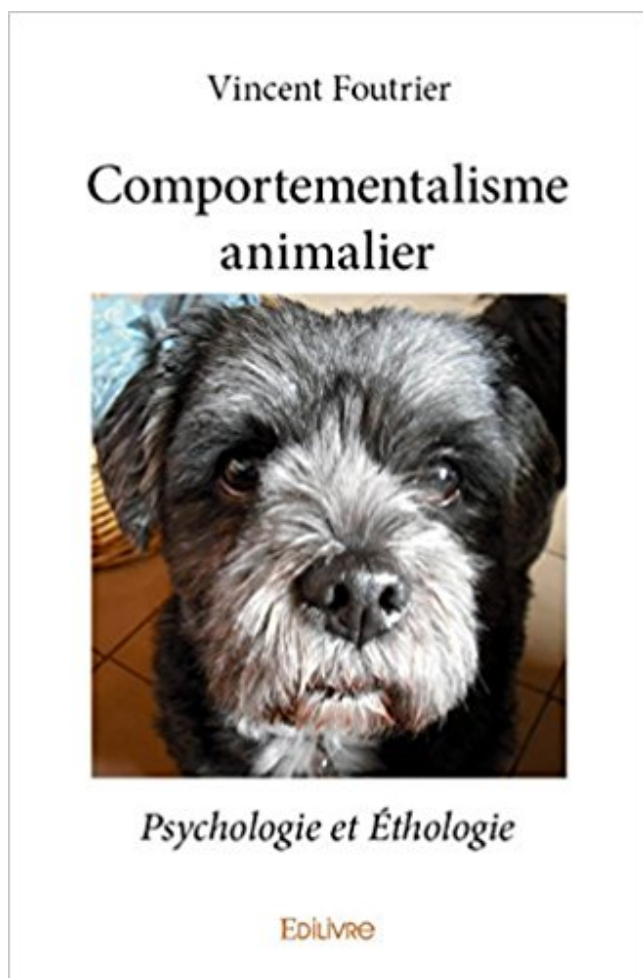 Vincent Foutrier
Comportementalisme
animalier
Psychologie et Éthologie
EDILIVRE